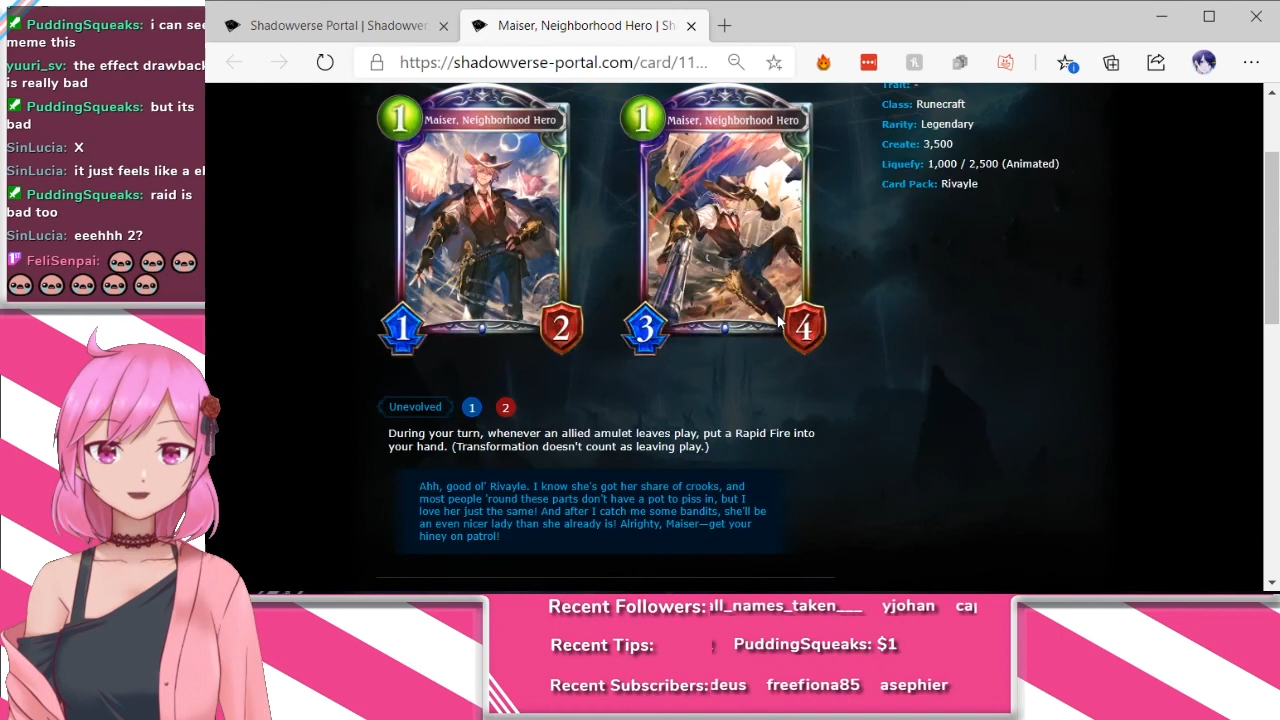 PuddingSqueaks: i can see
meme this
yuuri_sv: the effect drawback
is really bad
PuddingSqueaks: but its
bad
SinLucia: X
SinLucia: it just feels like a
PuddingSqueaks: raid is
bad too
SinLucia: eeehhh 2?
FeliSenpai:
Shadowverse Portal | Shadowver
Maiser, Neighborhood Hero | Sh
https://shadowverse-portal.com/card/11...
1
Maiser, Neighborhood Hero
1
2
1
Maiser, Neighborhood Hero
3
4
Trait: -
Class: Runecraft
Rarity: Legendary
Create: 3,500
Liquefy: 1,000 / 2,500 (Animated)
Card Pack: Rivayle
Unevolved 1 2
During your turn, whenever an allied amulet leaves play, put a Rapid Fire into
your hand. (Transformation doesn't count as leaving play.)
Ahh, good ol' Rivayle. I know she's got her share of crooks, and
most people 'round these parts don't have a pot to piss in, but I
love her just the same! And after I catch me some bandits, she'll be
an even nicer lady than she already is! Alrighty, Maiser—get your
hiney on patrol!
Recent Followers: all_names_taken___ yjohan cap
Recent Tips: PuddingSqueaks: $1
Recent Subscribers: deus freefiona85 asephier